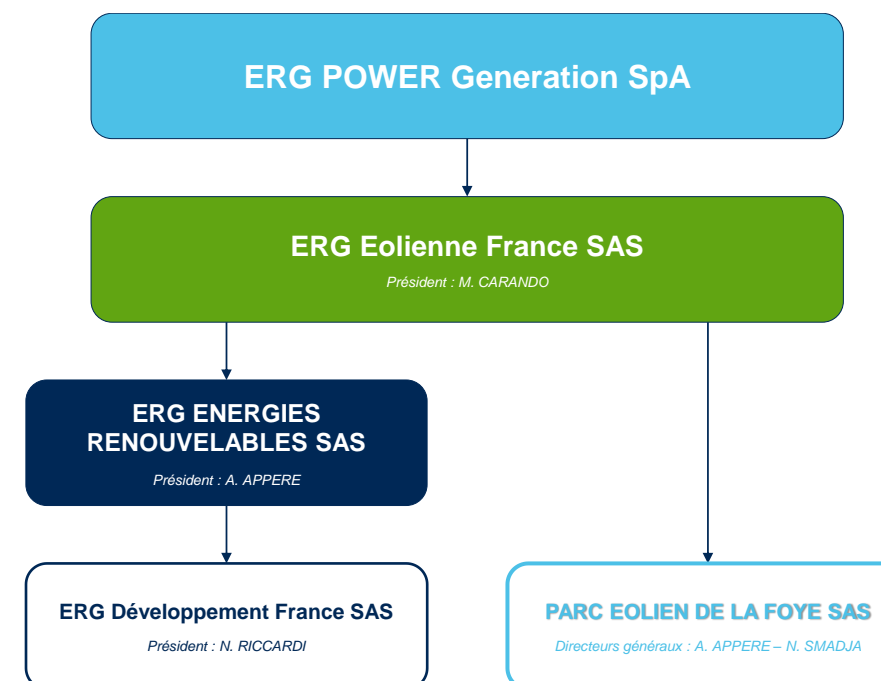 ERG POWER Generation SpA
ERG Eolienne France SAS
Président : M. CARANDO
ERG ENERGIES
RENOUVELABLES SAS
Président : A. APPERE
ERG Développement France SAS
Président : N. RICCARDI
PARC EOLIEN DE LA FOYE SAS
Directeurs généraux : A. APPERE – N. SMADJA